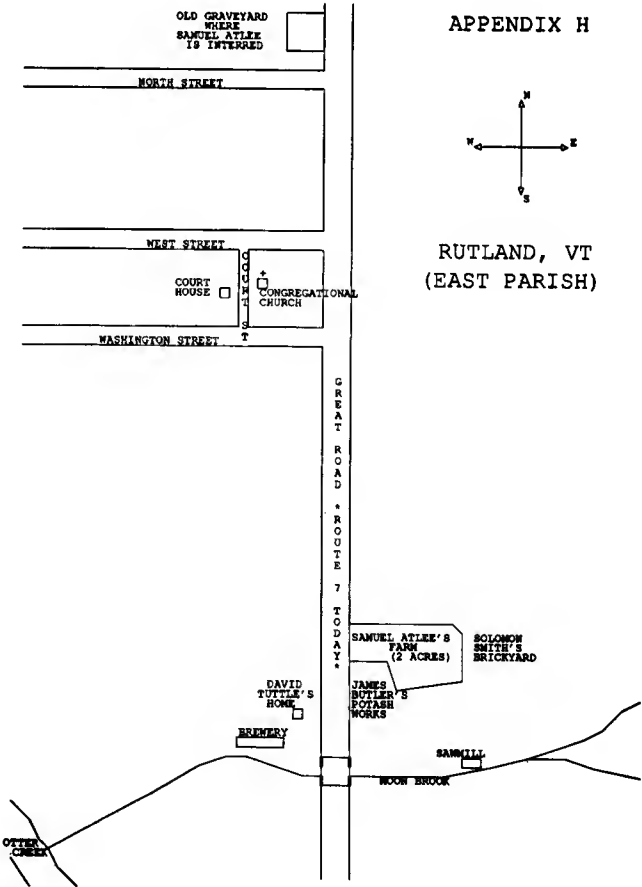 OLD GRAVEYARD
WHERE
SAMUEL ATLEE
IS INTERRED
APPENDIX H
NORTH STREET
N
W
E
S
RUTLAND, VT
(EAST PARISH)
WEST STREET
COURT ST
COURT
HOUSE
+
CONGREGATIONAL
CHURCH
WASHINGTON STREET
GREAT ROAD *ROUTE 7 TODAY*
SAMUEL ATLEE'S
FARM
(2 ACRES)
SOLOMON
SMITH'S
BRICKYARD
DAVID
TUTTLE'S
HOME
JAMES
BUTLER'S
POTASH
WORKS
BREWERY
SAWMILL
MOON BROOK
OTTER
CREEK